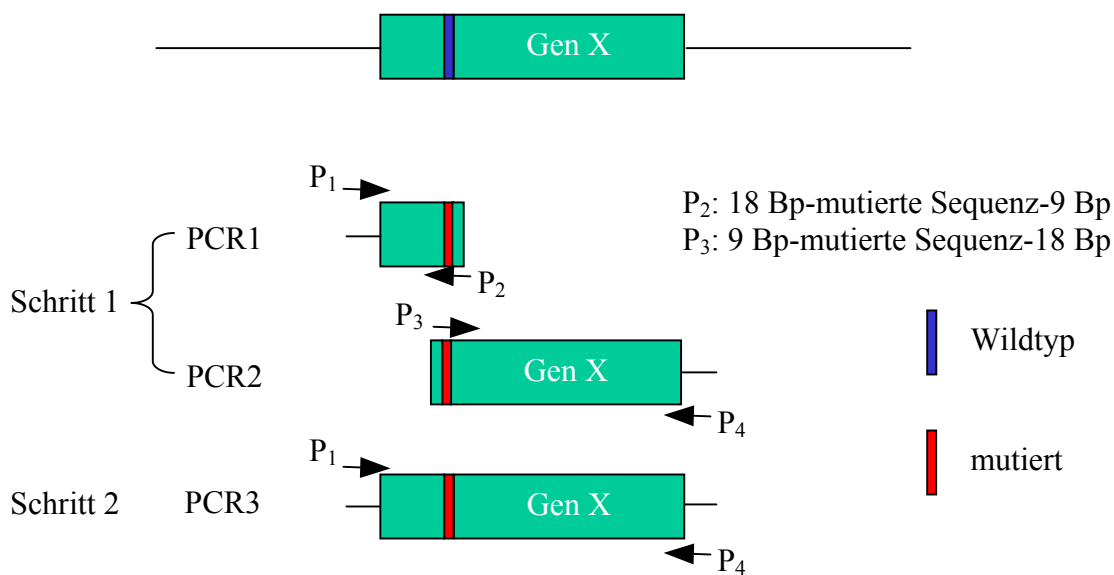 Gen X
P₁
P₂: 18 Bp-mutierte Sequenz-9 Bp
P₃: 9 Bp-mutierte Sequenz-18 Bp
PCR1
P₂
Schritt 1
P₃
Wildtyp
PCR2
Gen X
P₄
P₁
mutiert
Schritt 2
PCR3
Gen X
P₄